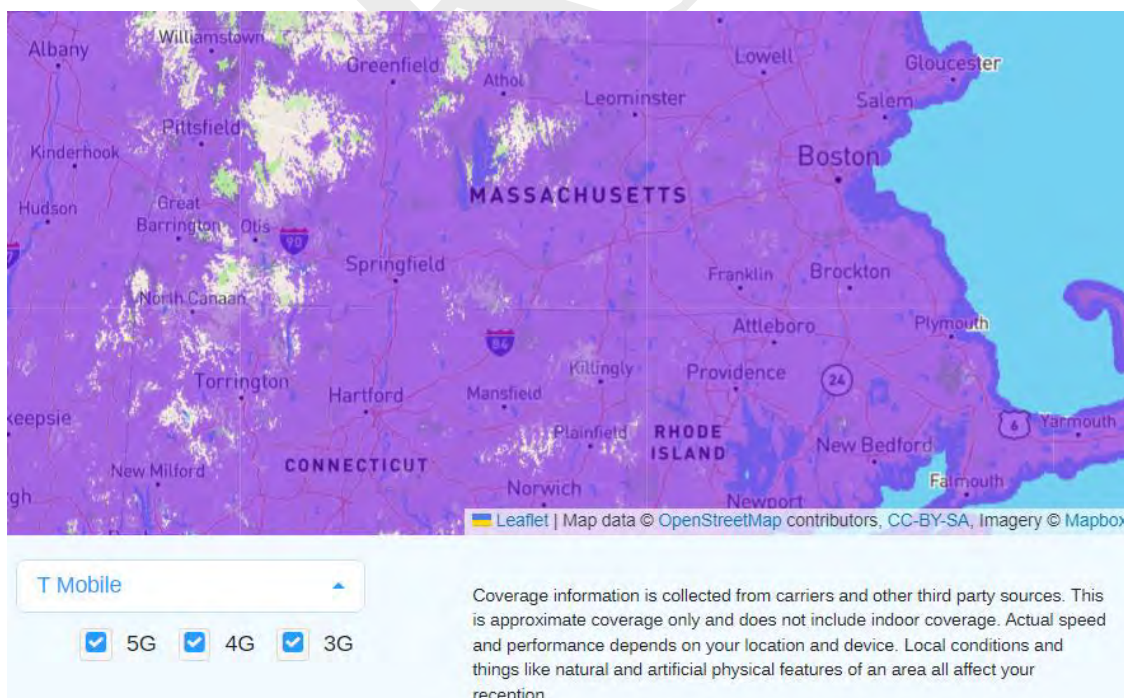 Williamstown
Albany
Greenfield
Athol
Lowell
Gloucester
Leominster
Salem
Pittsfield
Kinderhook
Boston
MASSACHUSETTS
Hudson
Great
Barrington
Otis
90
Springfield
Franklin
Brockton
North Canaan
Attleboro
Plymouth
84
Killingly
Providence
24
Torrington
Hartford
Mansfield
keepsie
6
Yarmouth
Plainfield
RHODE
ISLAND
New Bedford
New Milford
CONNECTICUT
Falmouth
gh
Norwich
Newport
Leaflet | Map data © OpenStreetMap contributors, CC-BY-SA, Imagery © Mapbox
T Mobile
5G 4G 3G
Coverage information is collected from carriers and other third party sources. This
is approximate coverage only and does not include indoor coverage. Actual speed
and performance depends on your location and device. Local conditions and
things like natural and artificial physical features of an area all affect your
reception